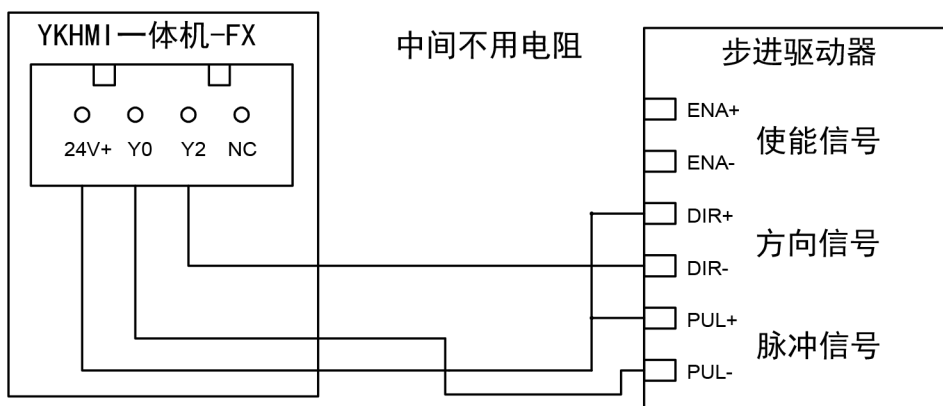 YKHMI一体机-FX
中间不用电阻
步进驱动器
24V+ Y0 Y2 NC
ENA+
使能信号
ENA-
DIR+
方向信号
DIR-
PUL+
脉冲信号
PUL-